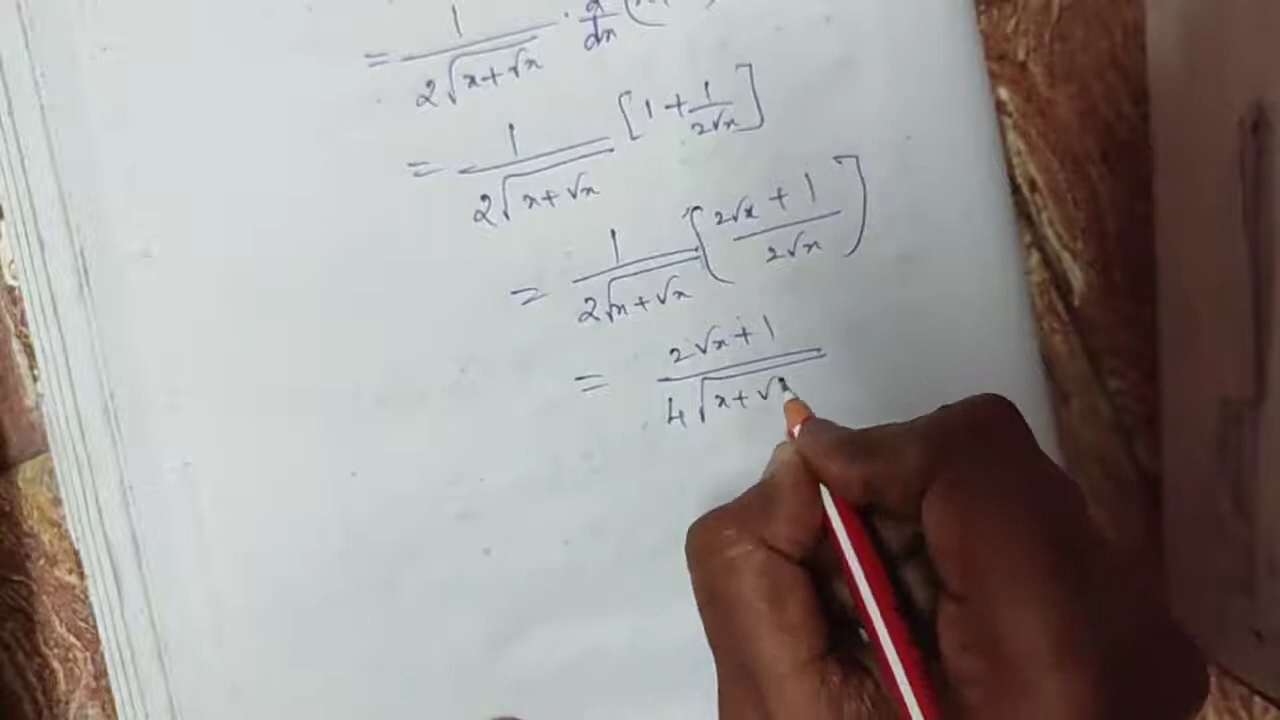 = 1/(2√(x+√x)) · d/dx (
= 1/(2√(x+√x)) [1 + 1/(2√x)]
= 1/(2√(x+√x)) ((2√x + 1)/(2√x)]
= (2√x + 1)/(4√(x+√x))